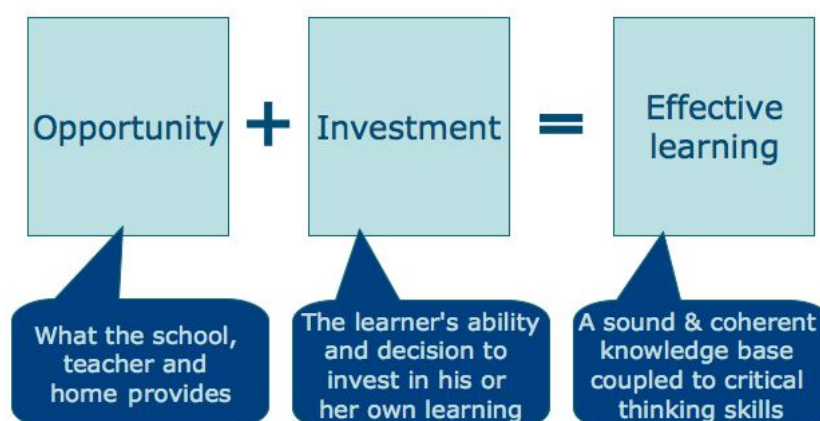 Opportunity
+
Investment
=
Effective
learning
What the school,
teacher and
home provides
The learner's ability
and decision to
invest in his or
her own learning
A sound & coherent
knowledge base
coupled to critical
thinking skills